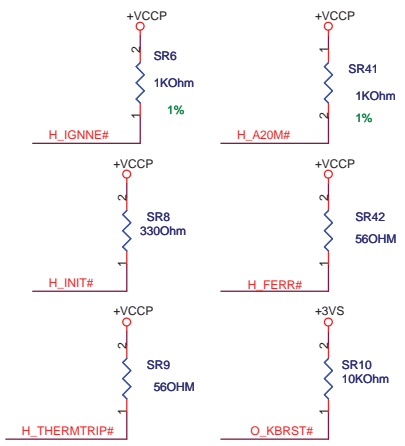 +VCCP
2
SR6
1KOhm
1%
1
H_IGNNE#
+VCCP
1
SR41
1KOhm
1%
2
H_A20M#
+VCCP
2
SR8
330Ohm
1
H_INIT#
+VCCP
2
SR42
56OHM
1
H_FERR#
+VCCP
2
SR9
56OHM
1
H_THERMTRIP#
+3VS
2
SR10
10KOhm
1
O_KBRST#